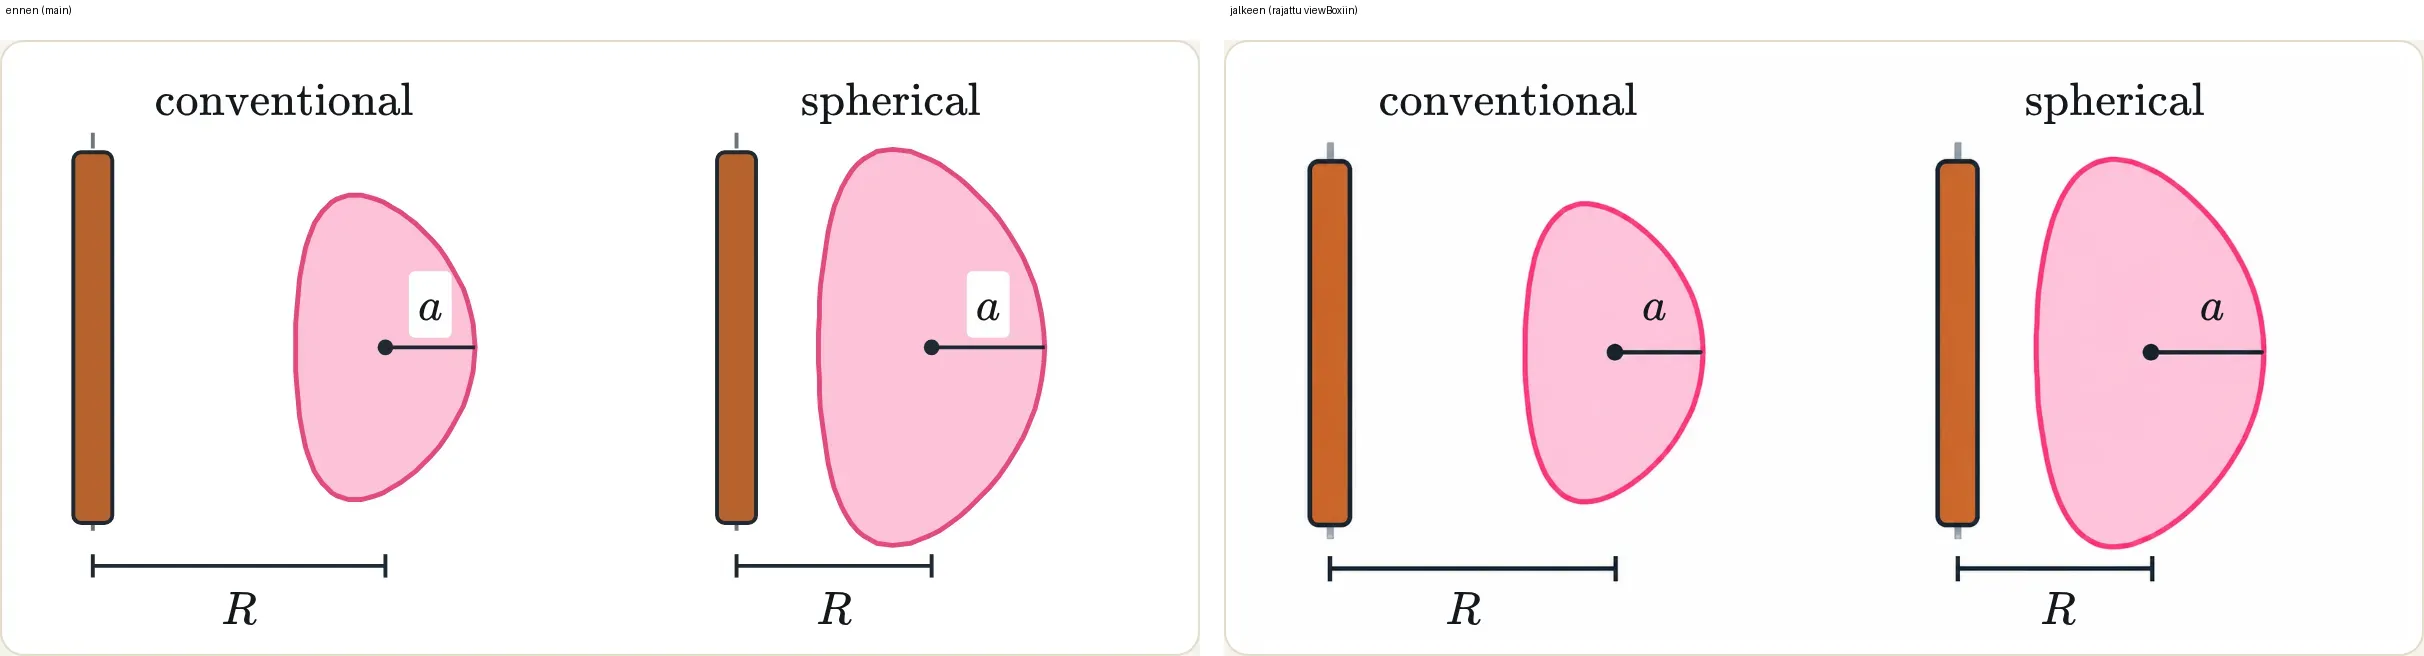 ennen (main)
conventional
spherical
a
a
R
R
jalkeen (rajattu viewBoxiin)
conventional
spherical
a
a
R
R